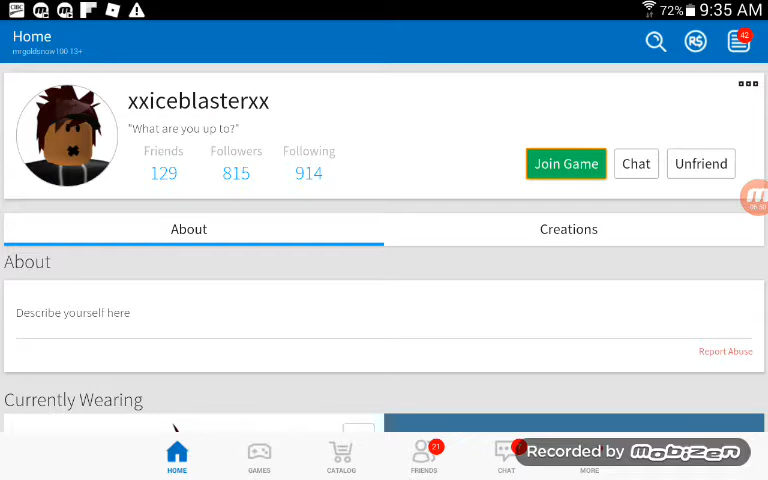 CBC
72% 9:35 AM
Home
mrgoldsnow100 13+
R$
42
xxiceblasterxx
"What are you up to?"
Friends
Followers
Following
129
815
914
Join Game
Chat
Unfriend
About
Creations
About
Describe yourself here
Report Abuse
Currently Wearing
21
Recorded by MOBIZEN
HOME
GAMES
CATALOG
FRIENDS
CHAT
MORE